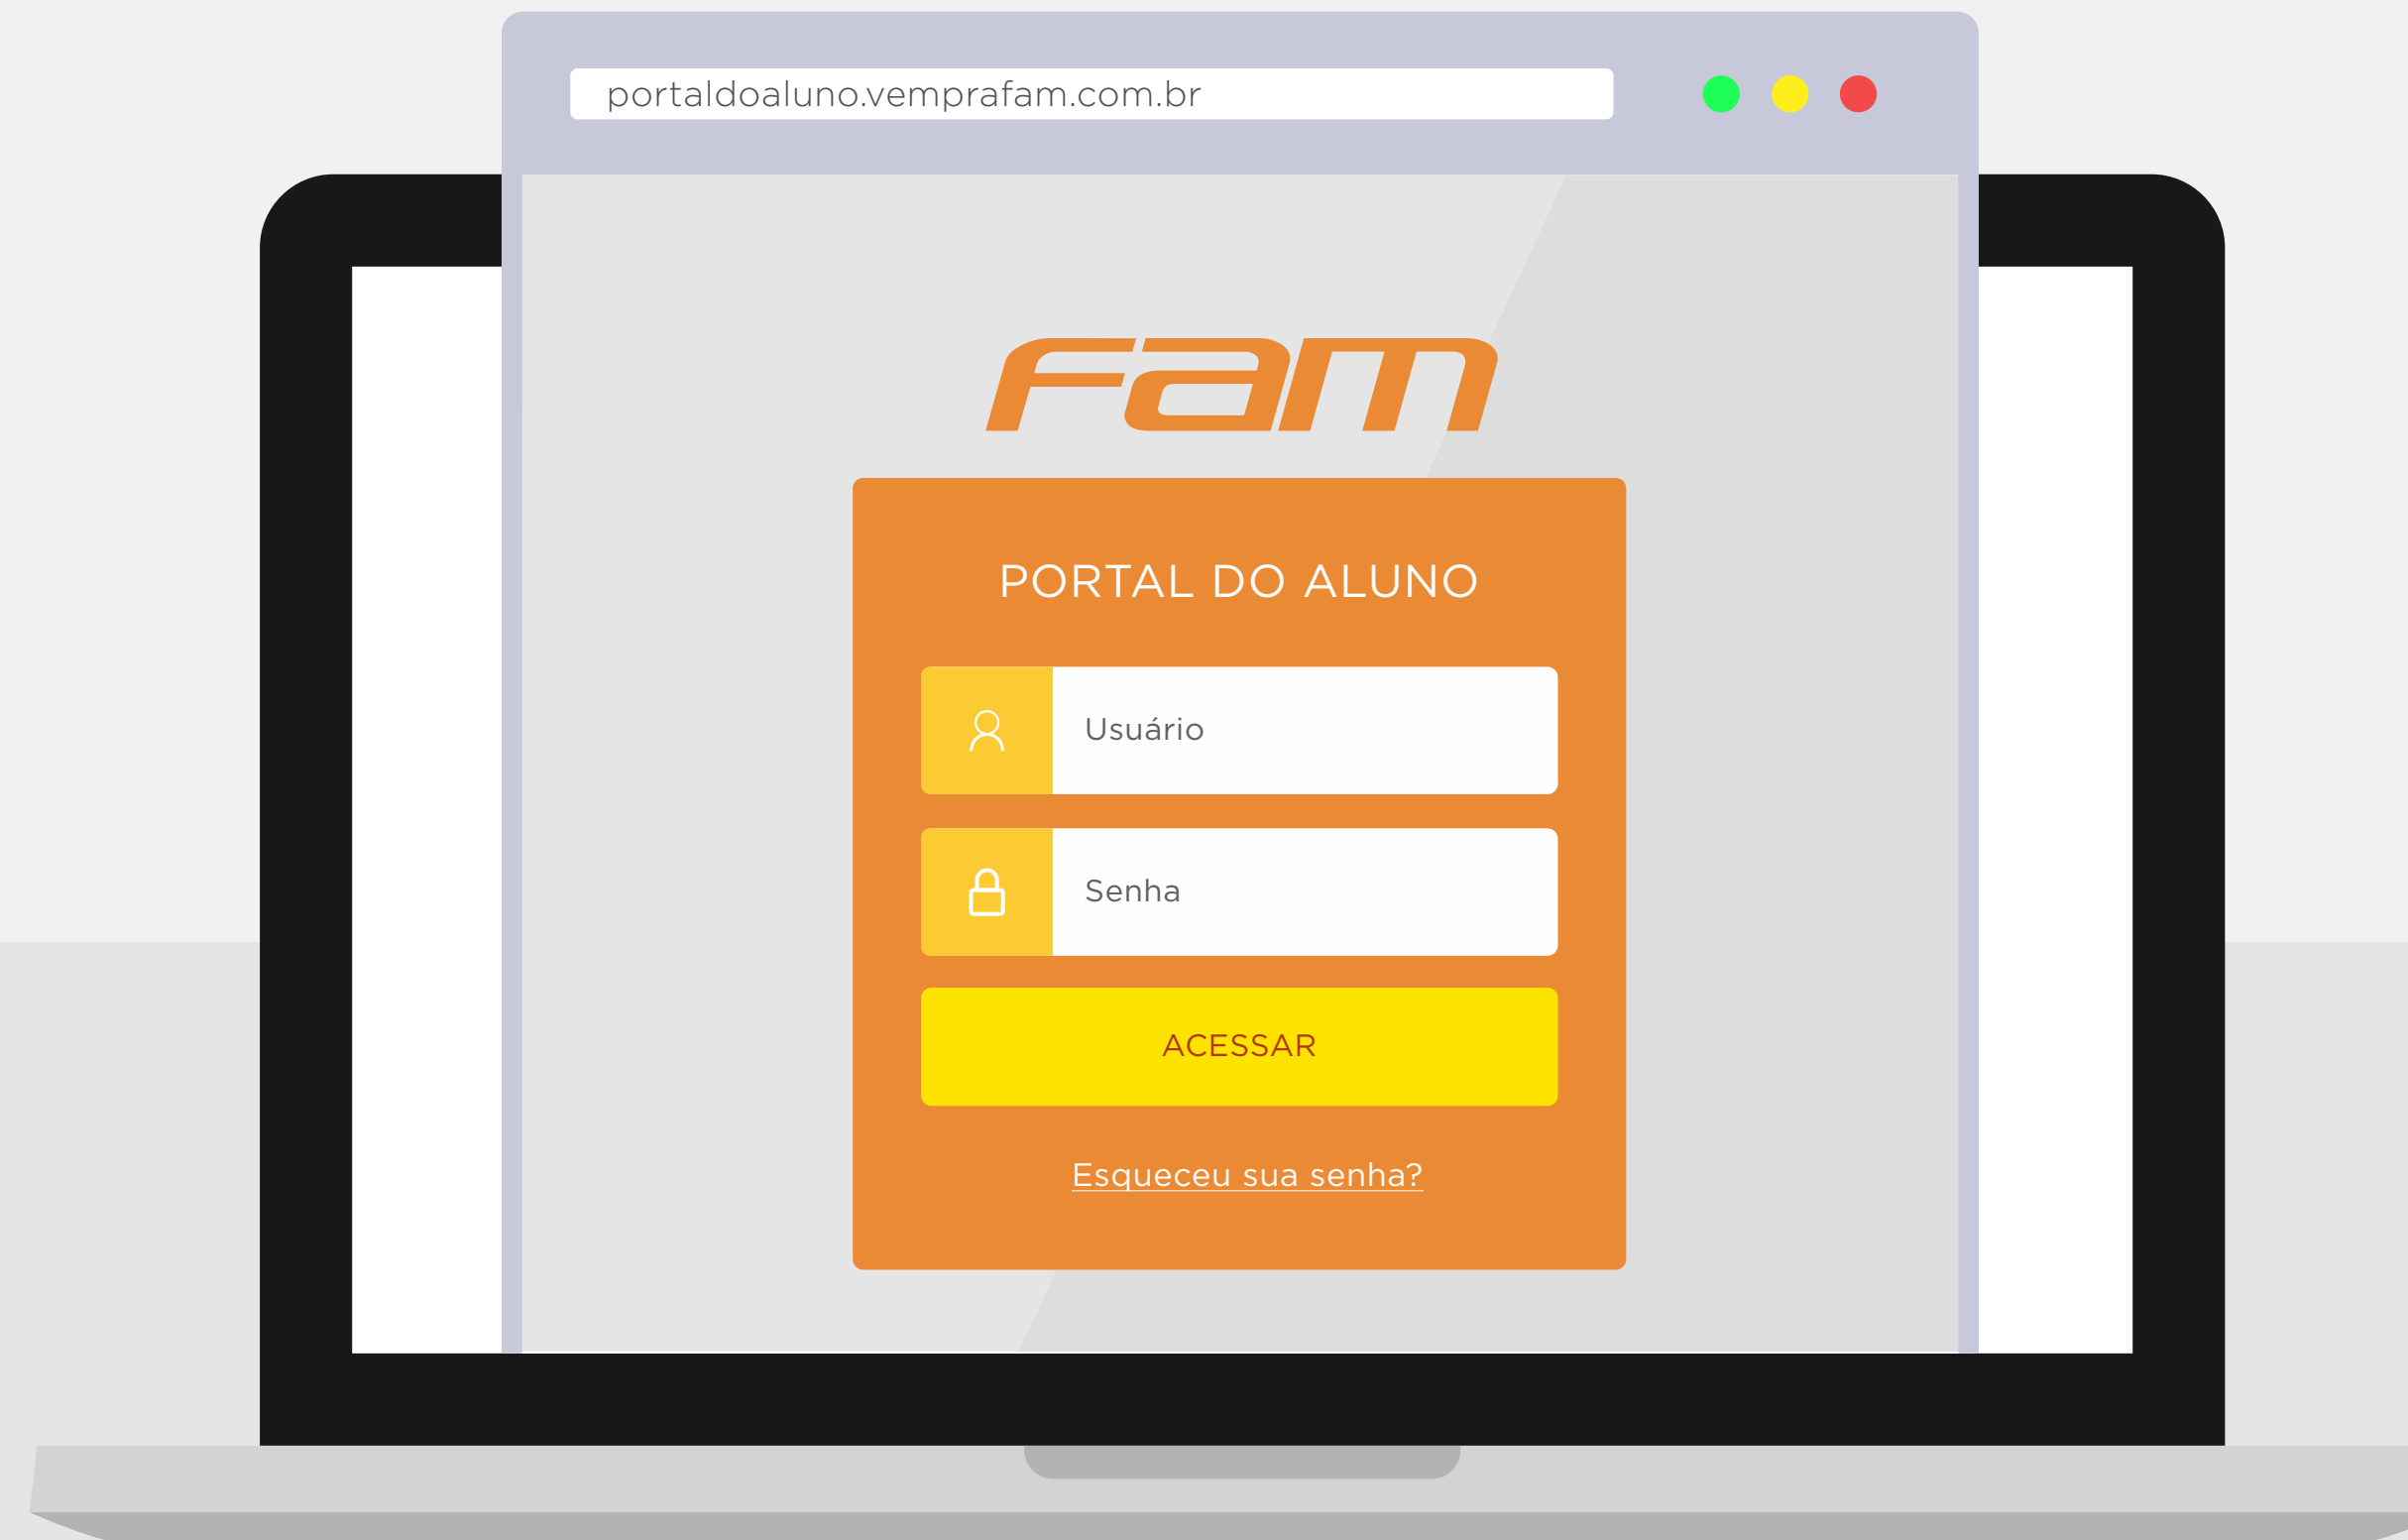 portaldoaluno.vemprafam.com.br
Fam
PORTAL DO ALUNO
Usuário
Senha
ACESSAR
Esqueceu sua senha?